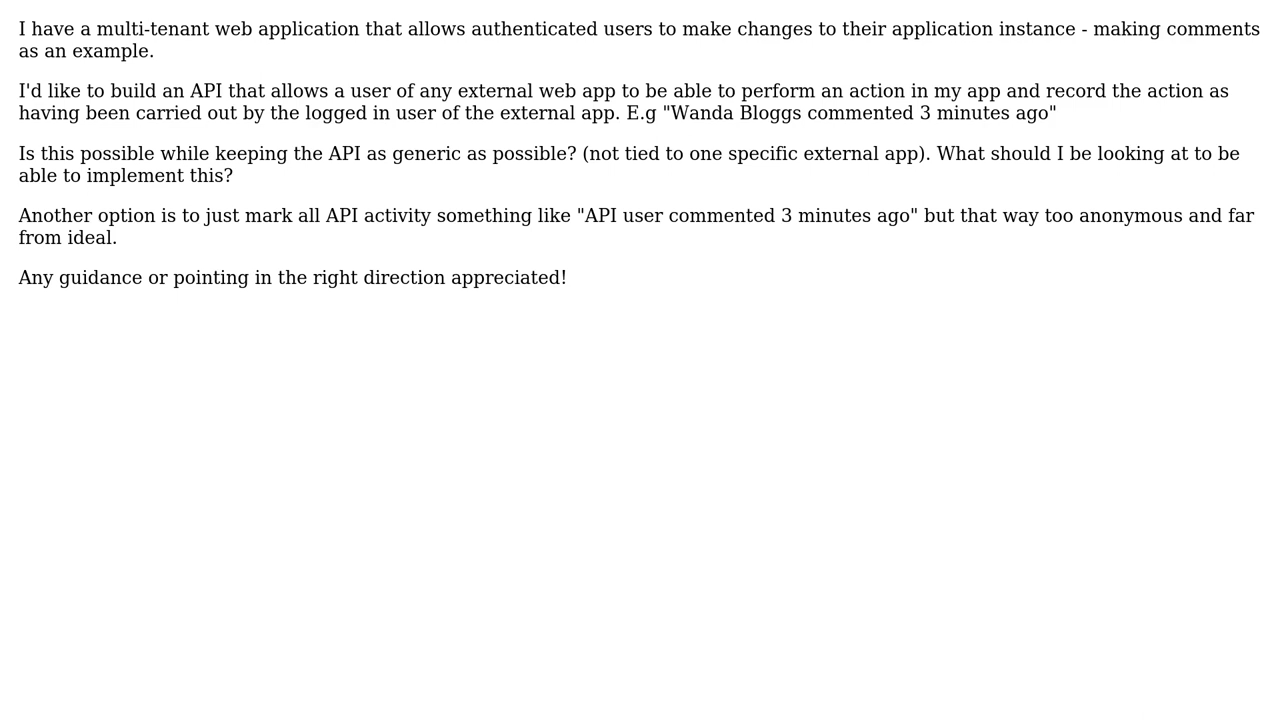 I have a multi-tenant web application that allows authenticated users to make changes to their application instance - making comments
as an example.
I'd like to build an API that allows a user of any external web app to be able to perform an action in my app and record the action as
having been carried out by the logged in user of the external app. E.g "Wanda Bloggs commented 3 minutes ago"
Is this possible while keeping the API as generic as possible? (not tied to one specific external app). What should I be looking at to be
able to implement this?
Another option is to just mark all API activity something like "API user commented 3 minutes ago" but that way too anonymous and far
from ideal.
Any guidance or pointing in the right direction appreciated!